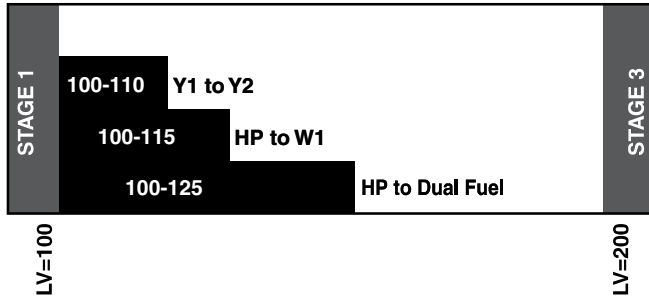 STAGE 1
100-110 Y1 to Y2
100-115 HP to W1
100-125 HP to Dual Fuel
STAGE 3
LV=100
LV=200